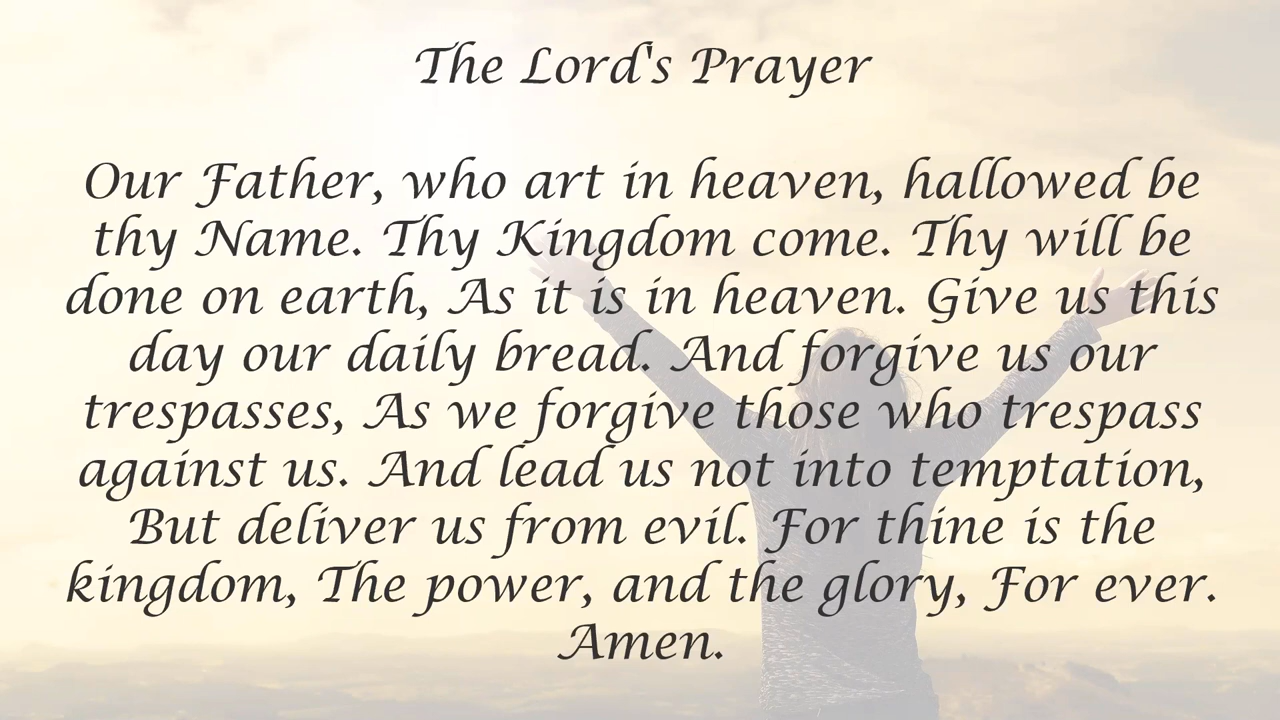 The Lord's Prayer
Our Father, who art in heaven, hallowed be
thy Name. Thy Kingdom come. Thy will be
done on earth, As it is in heaven. Give us this
day our daily bread. And forgive us our
trespasses, As we forgive those who trespass
against us. And lead us not into temptation,
But deliver us from evil. For thine is the
kingdom, The power, and the glory, For ever.
Amen.